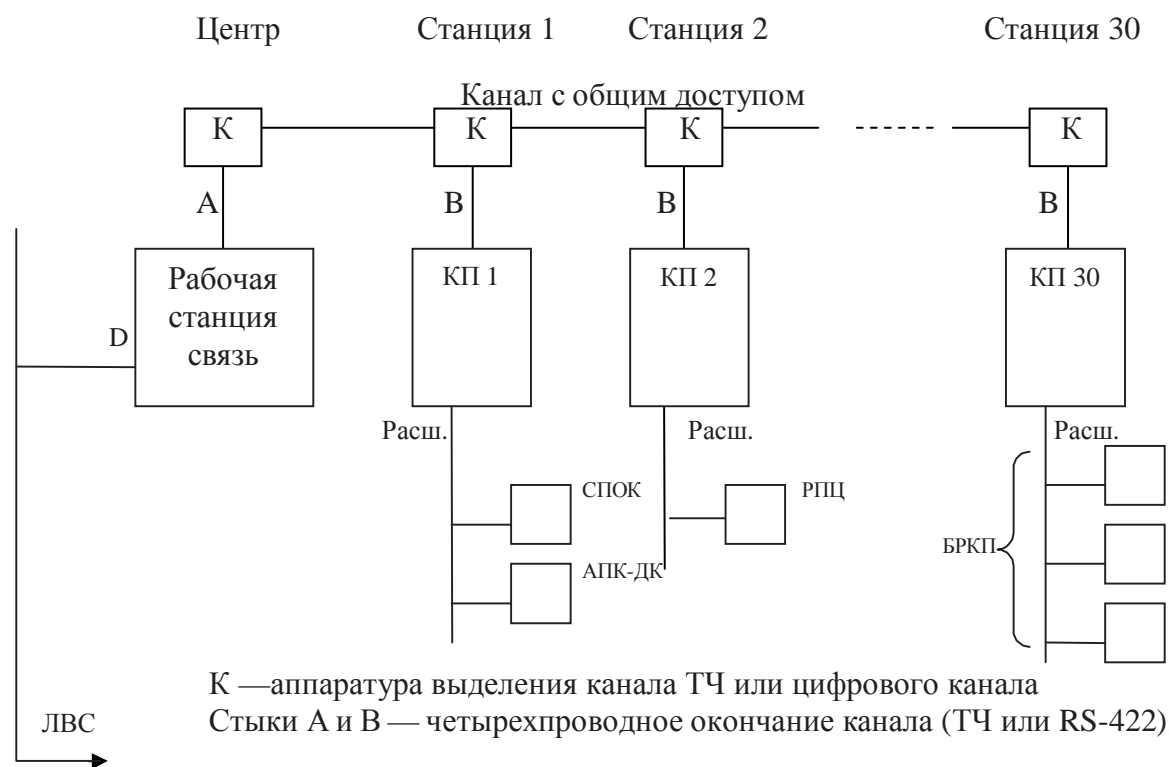 Центр Станция 1 Станция 2 Станция 30
Канал с общим доступом
К К К К
А В В В
Рабочая
станция
связь
КП 1 КП 2 КП 30
D
Расш. Расш. Расш.
СПОК РПЦ
БРКП
АПК-ДК
К —аппаратура выделения канала ТЧ или цифрового канала
Стыки А и В — четырехпроводное окончание канала (ТЧ или RS-422)
ЛВС